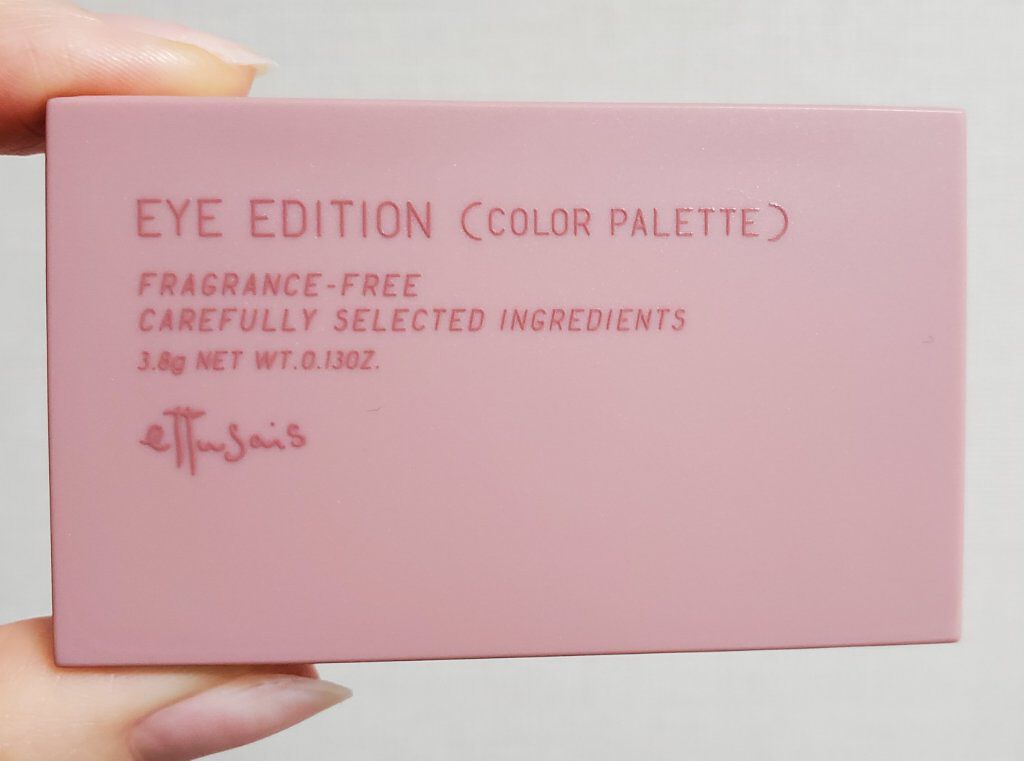 EYE EDITION (COLOR PALETTE)
FRAGRANCE-FREE
CAREFULLY SELECTED INGREDIENTS
3.8g NET WT.0.13OZ.
ettusais